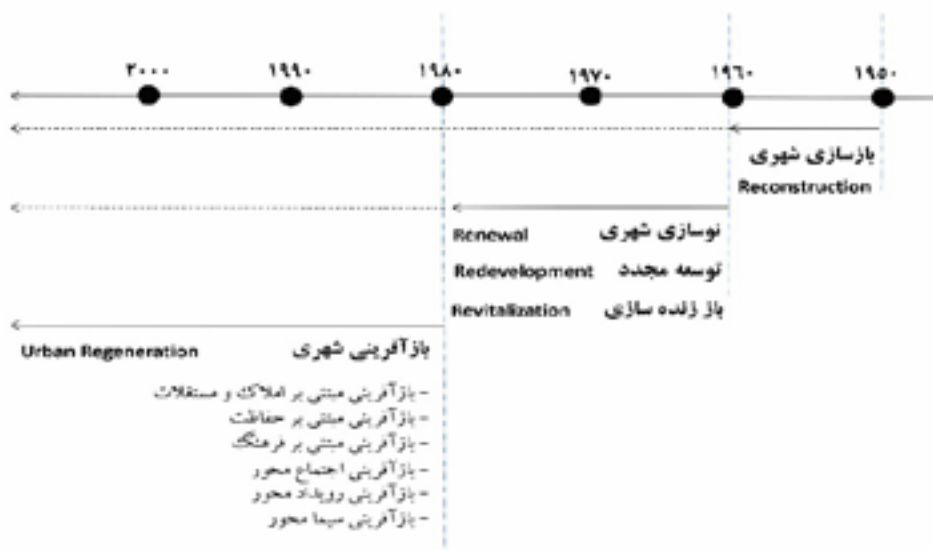 ۱۹۵۰ ۱۹۶۰ ۱۹۷۰ ۱۹۸۰ ۱۹۹۰ ۲۰۰۰
بازسازی شهری
Reconstruction
نوسازی شهری Renewal
توسعه مجدد Redevelopment
باز زنده سازی Revitalization
بازآفرینی شهری Urban Regeneration
- بازآفرینی مبتنی بر املاک و مستقلات
- بازآفرینی مبتنی بر حفاظت
- بازآفرینی مبتنی بر فرهنگ
- بازآفرینی اجتماع محور
- بازآفرینی رویداد محور
- بازآفرینی سیما محور